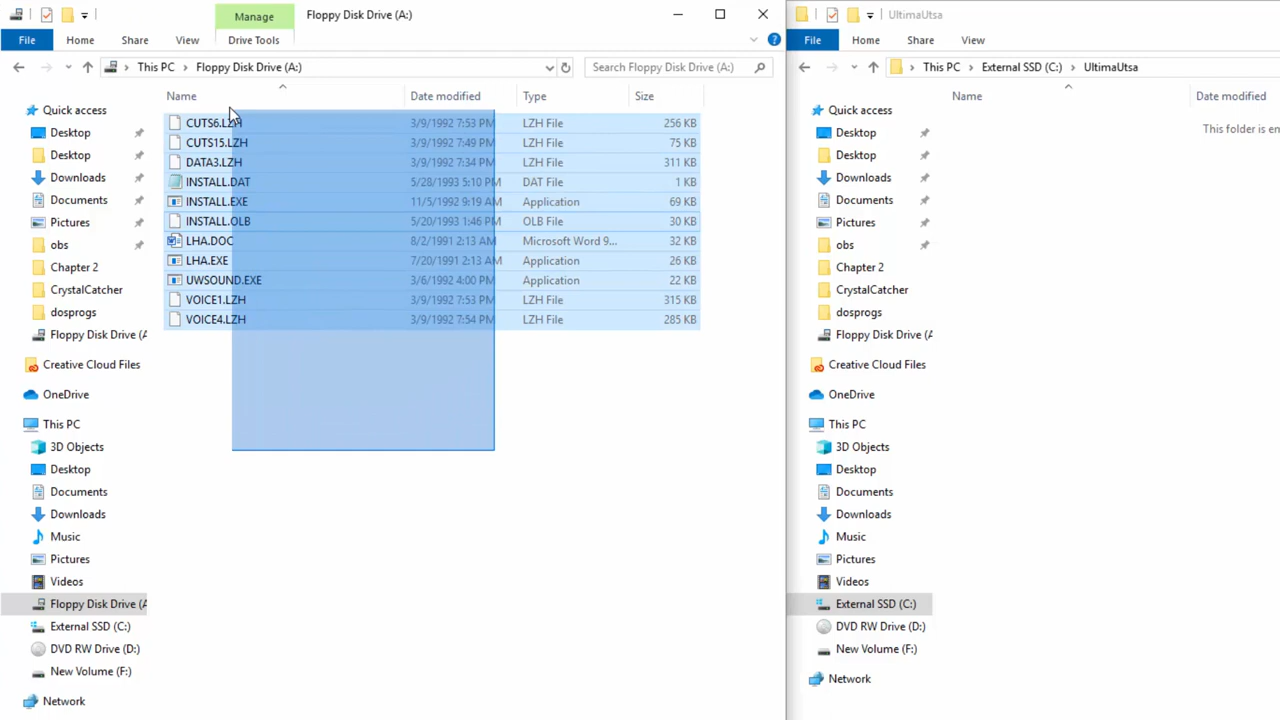 Manage
Floppy Disk Drive (A:)
File
Home
Share
View
Drive Tools
This PC
Floppy Disk Drive (A:)
Search Floppy Disk Drive (A:)
Quick access
Desktop
Desktop
Downloads
Documents
Pictures
obs
Chapter 2
CrystalCatcher
dosprogs
Floppy Disk Drive (A
Creative Cloud Files
OneDrive
This PC
3D Objects
Desktop
Documents
Downloads
Music
Pictures
Videos
Floppy Disk Drive (A
External SSD (C:)
DVD RW Drive (D:)
New Volume (F:)
Network
Name Date modified Type Size
CUTS6.LZH 3/9/1992 7:53 PM LZH File 256 KB
CUTS15.LZH 3/9/1992 7:49 PM LZH File 75 KB
DATA3.LZH 3/9/1992 7:34 PM LZH File 311 KB
INSTALL.DAT 5/28/1993 5:10 PM DAT File 1 KB
INSTALL.EXE 11/5/1992 9:19 AM Application 69 KB
INSTALL.OLB 5/20/1993 1:46 PM OLB File 30 KB
LHA.DOC 8/2/1991 2:13 AM Microsoft Word 9... 32 KB
LHA.EXE 7/20/1991 2:13 AM Application 26 KB
UWSOUND.EXE 3/6/1992 4:00 PM Application 22 KB
VOICE1.LZH 3/9/1992 7:53 PM LZH File 315 KB
VOICE4.LZH 3/9/1992 7:54 PM LZH File 285 KB
UltimaUtsa
File
Home
Share
View
This PC
External SSD (C:)
UltimaUtsa
Quick access
Desktop
Desktop
Downloads
Documents
Pictures
obs
Chapter 2
CrystalCatcher
dosprogs
Floppy Disk Drive (A
Creative Cloud Files
OneDrive
This PC
3D Objects
Desktop
Documents
Downloads
Music
Pictures
Videos
External SSD (C:)
DVD RW Drive (D:)
New Volume (F:)
Network
Name Date modified
This folder is en